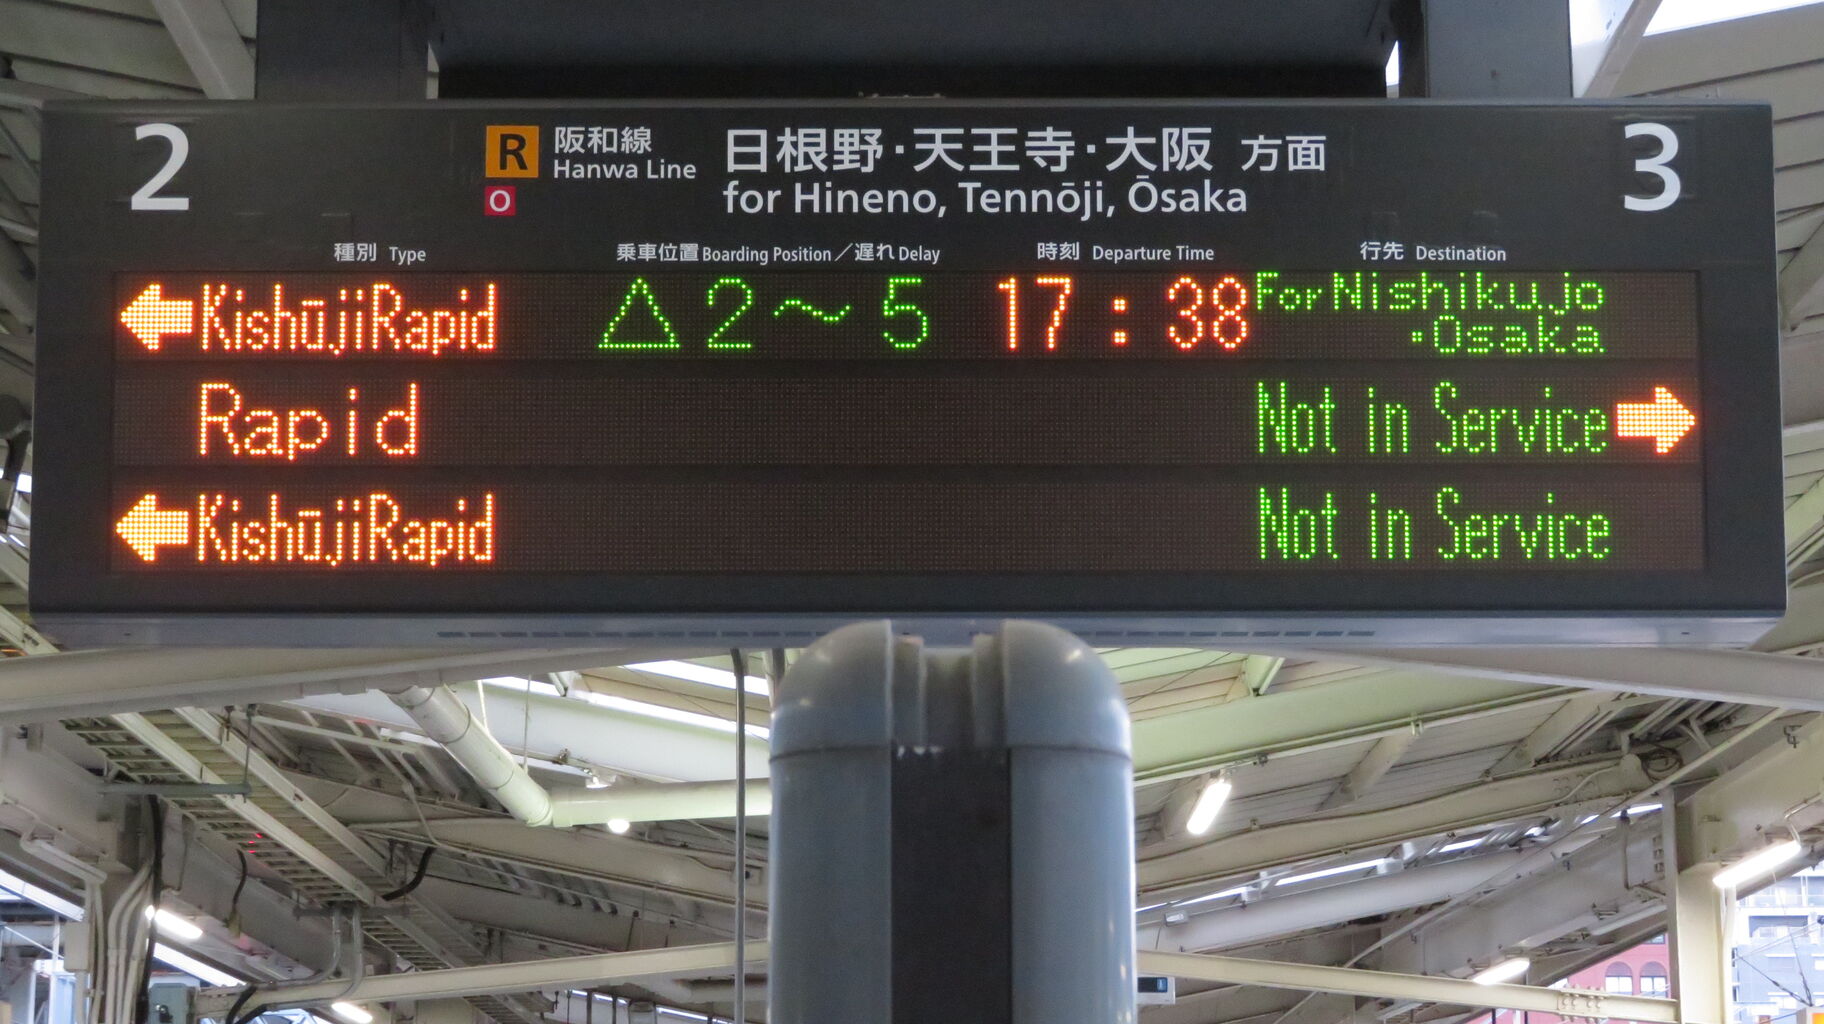 2
R 阪和線 日根野・天王寺・大阪 方面
Hanwa Line
O for Hineno, Tennōji, Ōsaka
3
種別 Type 乗車位置 Boarding Position／遅れ Delay 時刻 Departure Time 行先 Destination
KishūjiRapid △ 2～5 17:38 For Nishikujo
・Osaka
Rapid Not in Service
KishūjiRapid Not in Service